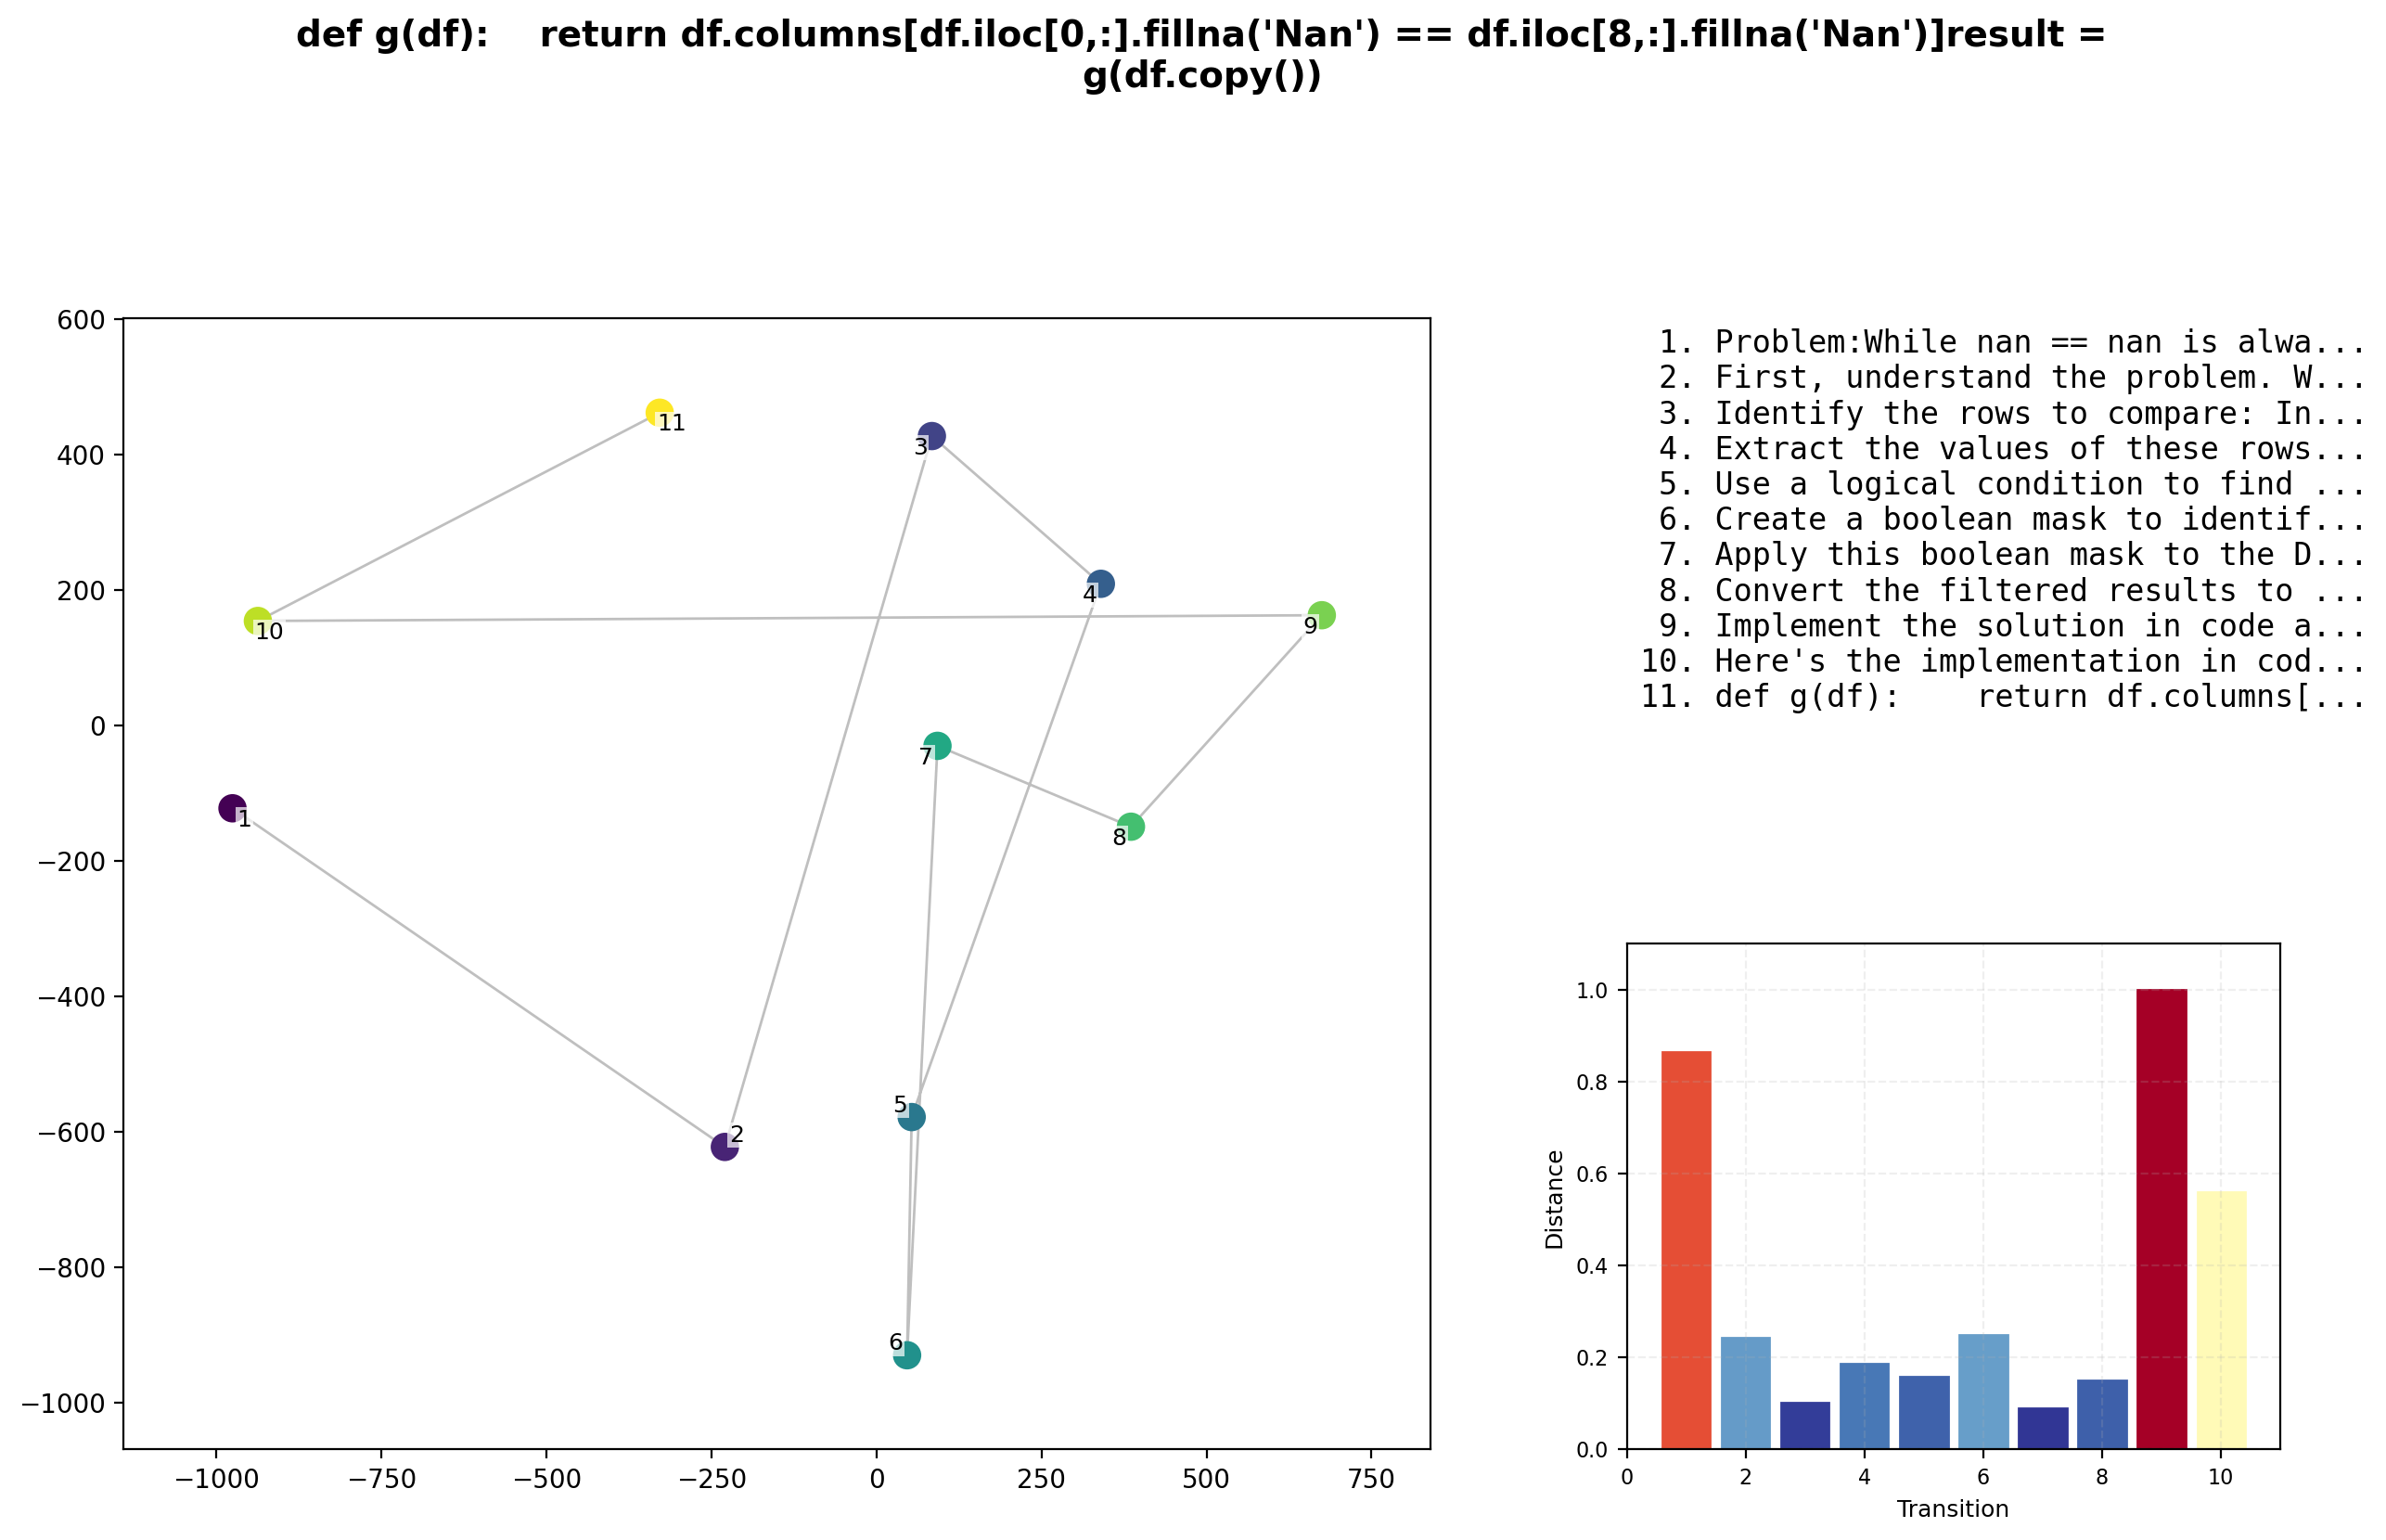 def g(df):    return df.columns[df.iloc[0,:].fillna('Nan') == df.iloc[8,:].fillna('Nan')]result =
g(df.copy())
600
400
200
0
−200
−400
−600
−800
−1000
−1000
−750
−500
−250
0
250
500
750
1
2
3
4
5
6
7
8
9
10
11
1. Problem:While nan == nan is alwa...
2. First, understand the problem. W...
3. Identify the rows to compare: In...
4. Extract the values of these rows...
5. Use a logical condition to find ...
6. Create a boolean mask to identif...
7. Apply this boolean mask to the D...
8. Convert the filtered results to ...
9. Implement the solution in code a...
10. Here's the implementation in cod...
11. def g(df):    return df.columns[...
Distance
1.0
0.8
0.6
0.4
0.2
0.0
0
2
4
6
8
10
Transition